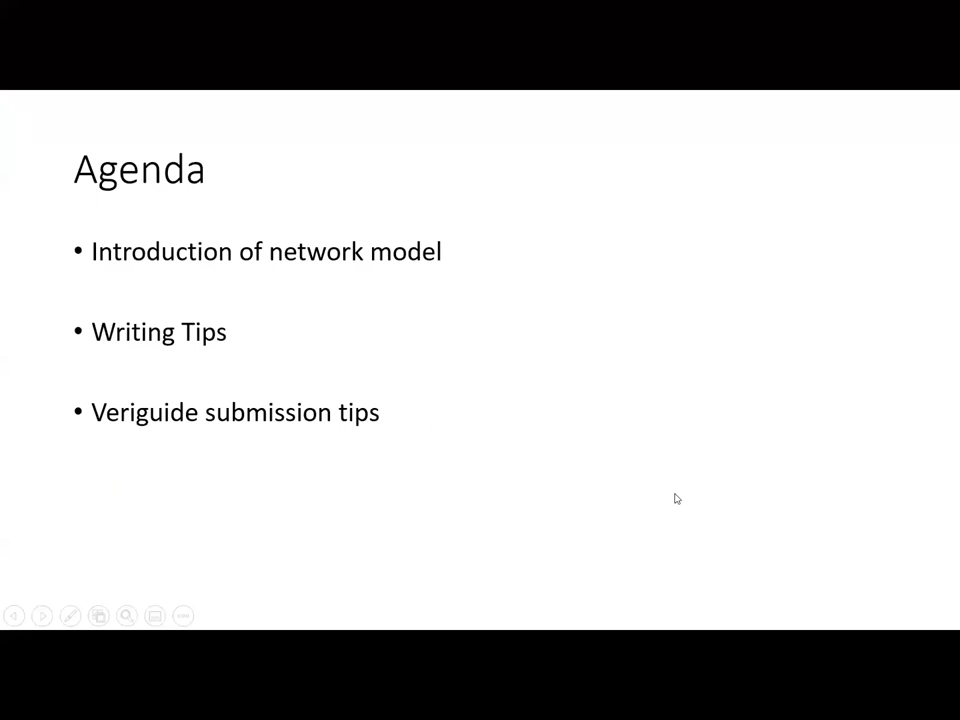 Agenda
• Introduction of network model
• Writing Tips
• Veriguide submission tips